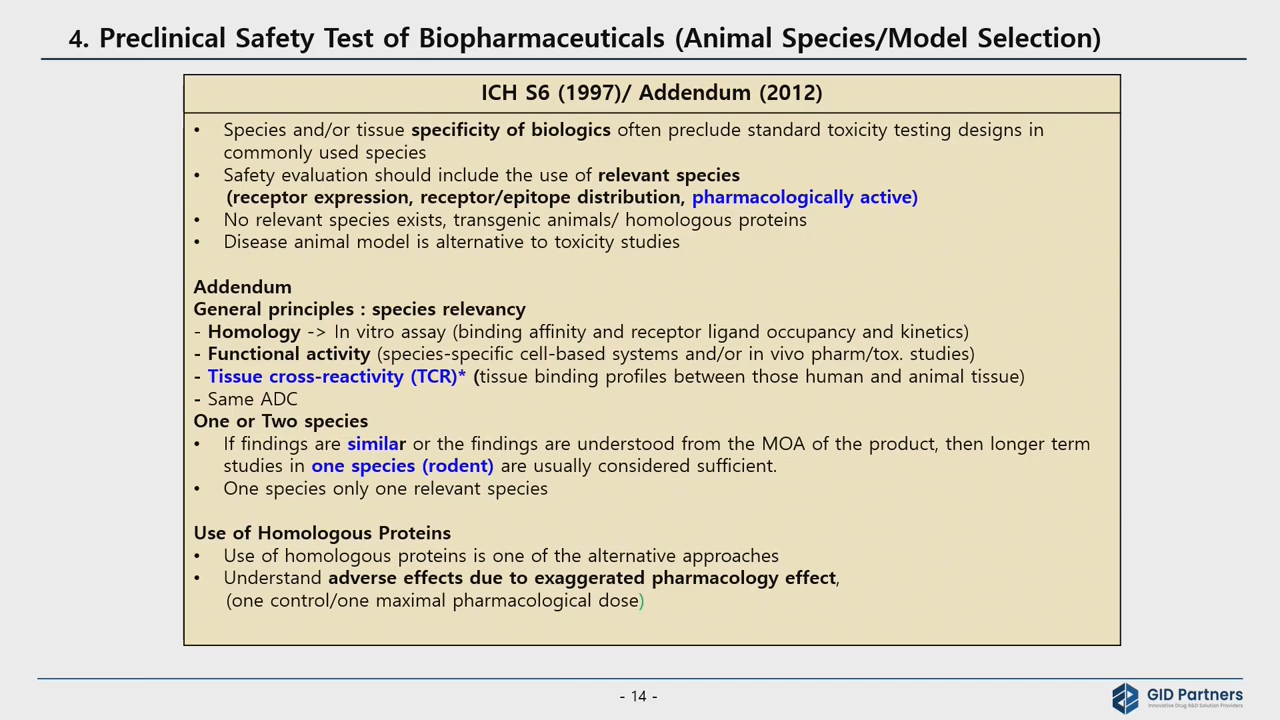 4. Preclinical Safety Test of Biopharmaceuticals (Animal Species/Model Selection)
ICH S6 (1997)/ Addendum (2012)
• Species and/or tissue specificity of biologics often preclude standard toxicity testing designs in
commonly used species
• Safety evaluation should include the use of relevant species
(receptor expression, receptor/epitope distribution, pharmacologically active)
• No relevant species exists, transgenic animals/ homologous proteins
• Disease animal model is alternative to toxicity studies
Addendum
General principles : species relevancy
- Homology -> In vitro assay (binding affinity and receptor ligand occupancy and kinetics)
- Functional activity (species-specific cell-based systems and/or in vivo pharm/tox. studies)
- Tissue cross-reactivity (TCR)* (tissue binding profiles between those human and animal tissue)
- Same ADC
One or Two species
• If findings are similar or the findings are understood from the MOA of the product, then longer term
studies in one species (rodent) are usually considered sufficient.
• One species only one relevant species
Use of Homologous Proteins
• Use of homologous proteins is one of the alternative approaches
• Understand adverse effects due to exaggerated pharmacology effect,
(one control/one maximal pharmacological dose)
- 14 -
GID Partners
Innovative Drug R&D Solution Providers